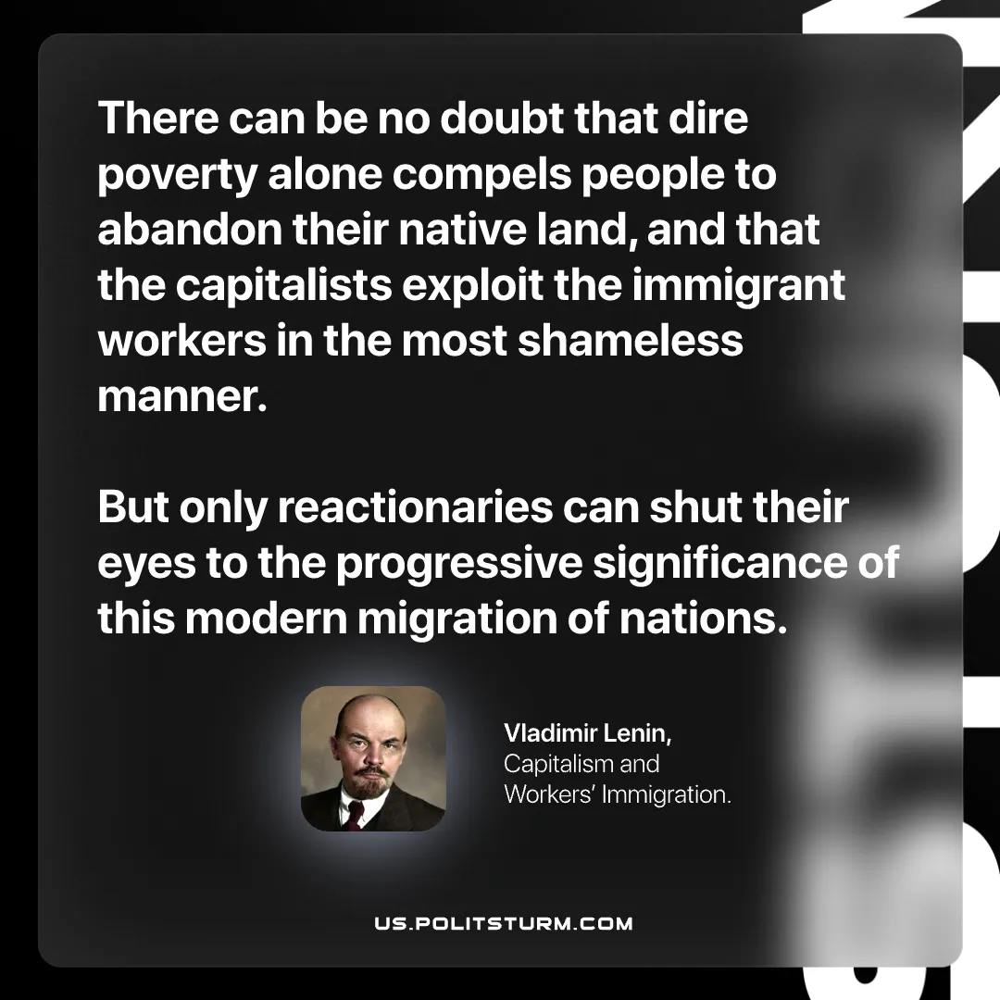 There can be no doubt that dire
poverty alone compels people to
abandon their native land, and that
the capitalists exploit the immigrant
workers in the most shameless
manner.
But only reactionaries can shut their
eyes to the progressive significance of
this modern migration of nations.
Vladimir Lenin,
Capitalism and
Workers’ Immigration.
US.POLITSTURM.COM